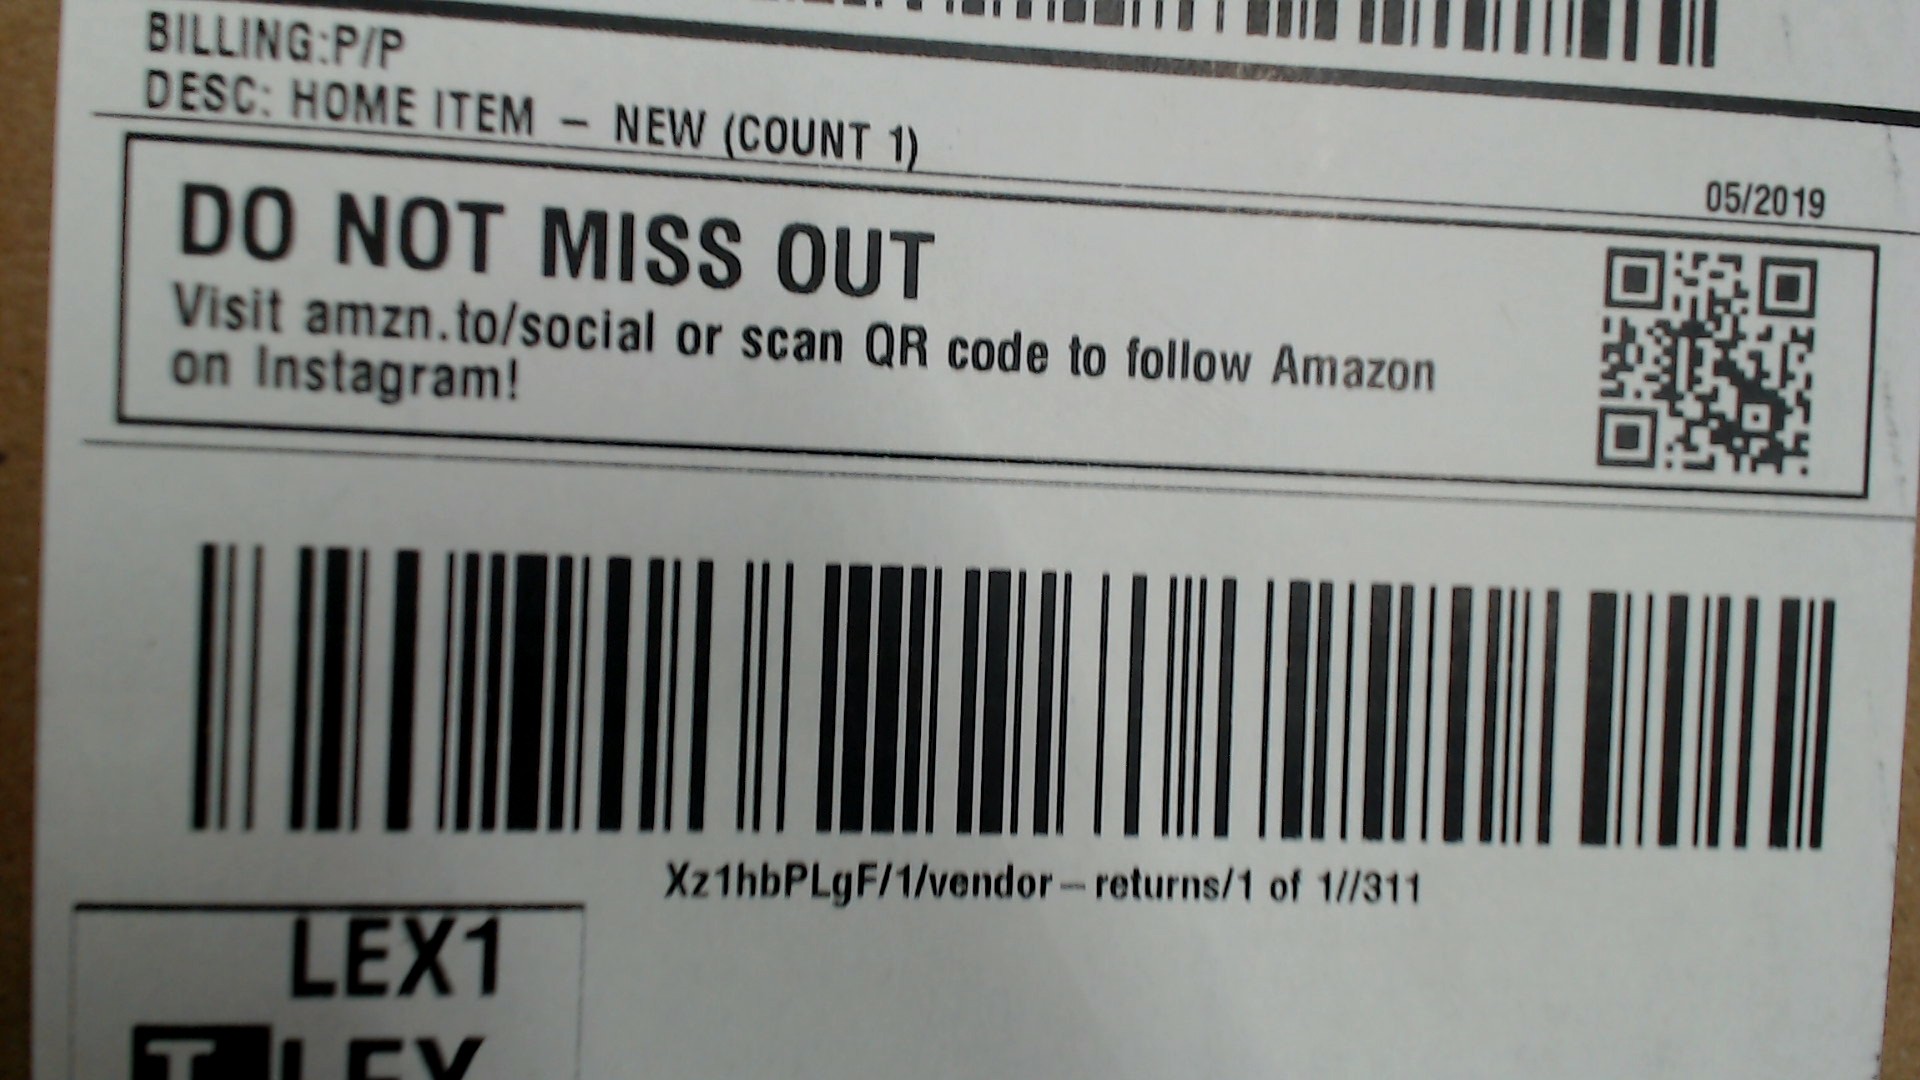 BILLING:P/P
DESC: HOME ITEM – NEW (COUNT 1)
05/2019
DO NOT MISS OUT
Visit amzn.to/social or scan QR code to follow Amazon
on Instagram!
Xz1hbPLgF/1/vendor–returns/1 of 1//311
LEX1
T LEX